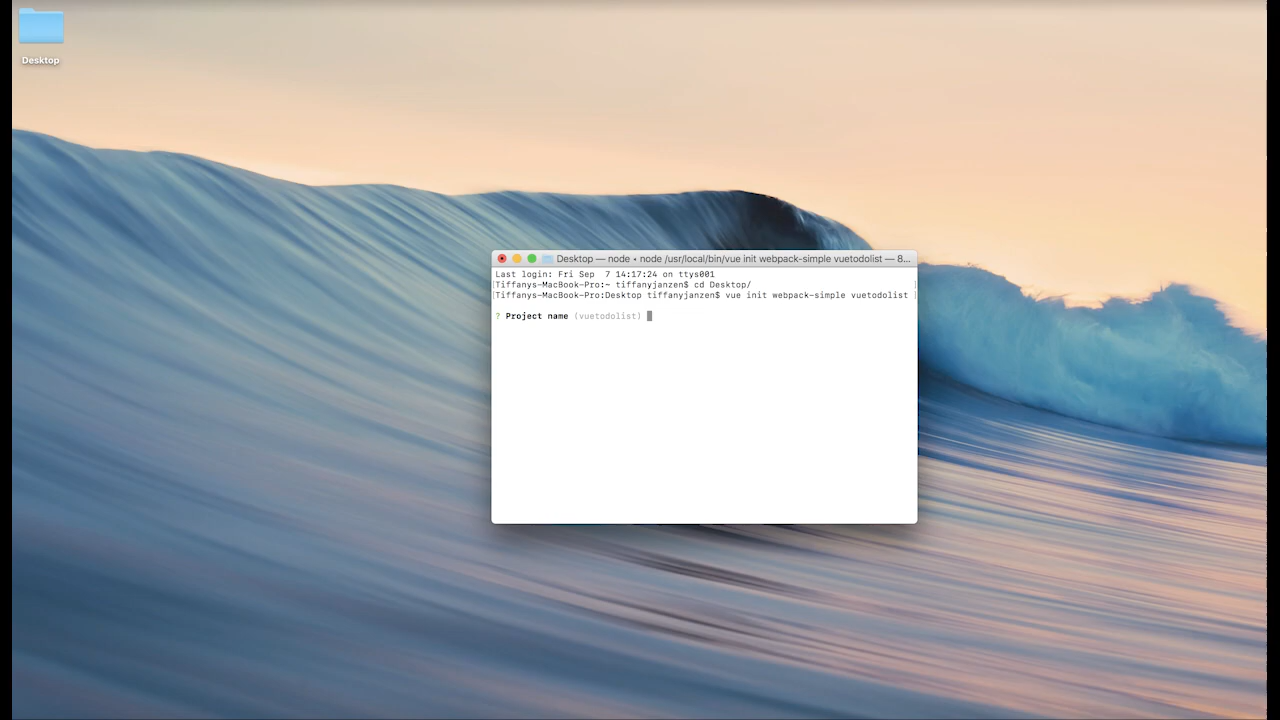 Desktop
Desktop — node • node /usr/local/bin/vue init webpack-simple vuetodolist — 8...
Last login: Fri Sep  7 14:17:24 on ttys001
[Tiffanys-MacBook-Pro:~ tiffanyjanzen$ cd Desktop/ ]
[Tiffanys-MacBook-Pro:Desktop tiffanyjanzen$ vue init webpack-simple vuetodolist ]
? Project name (vuetodolist)